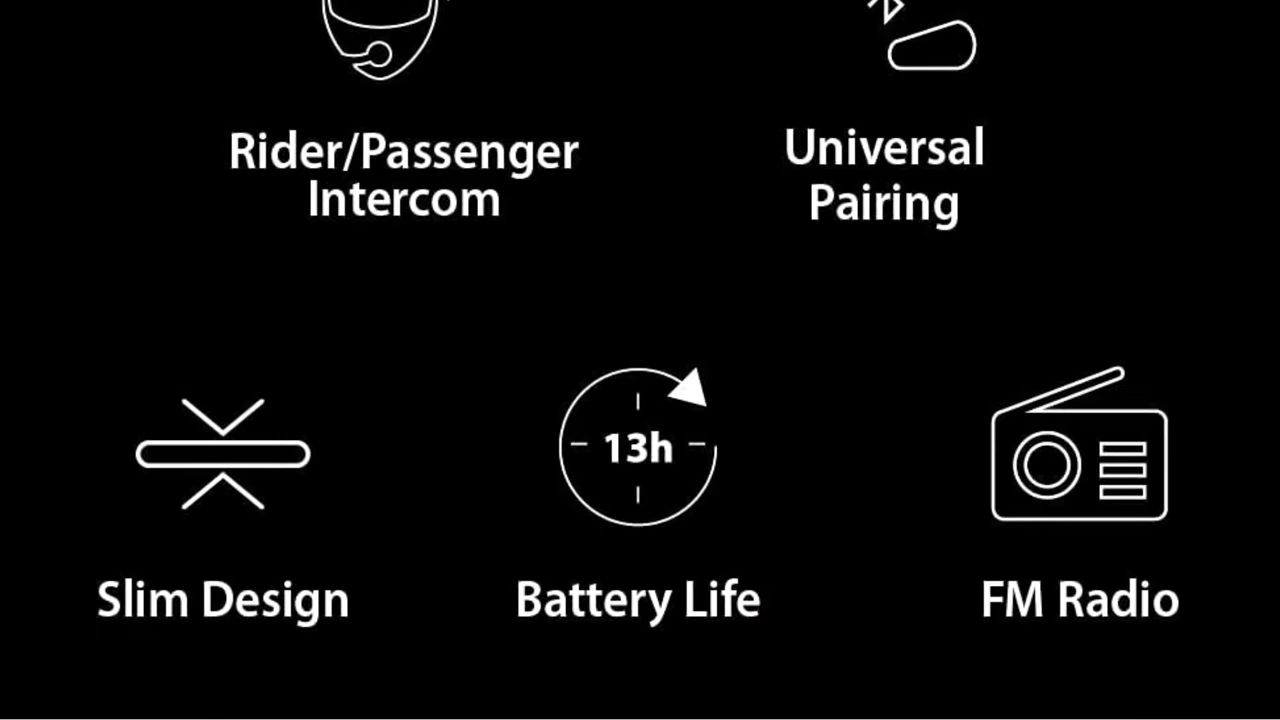 Rider/Passenger
Intercom
Universal
Pairing
13h
Slim Design
Battery Life
FM Radio